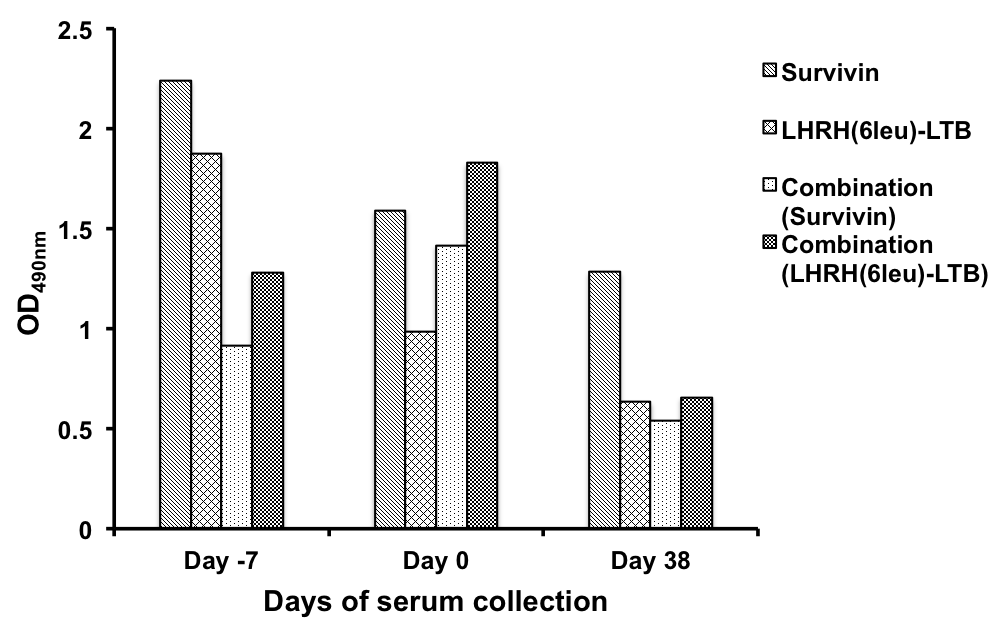 2.5
2
1.5
1
0.5
0
OD490nm
Day -7
Day 0
Day 38
Days of serum collection
Survivin
LHRH(6leu)-LTB
Combination
(Survivin)
Combination
(LHRH(6leu)-LTB)